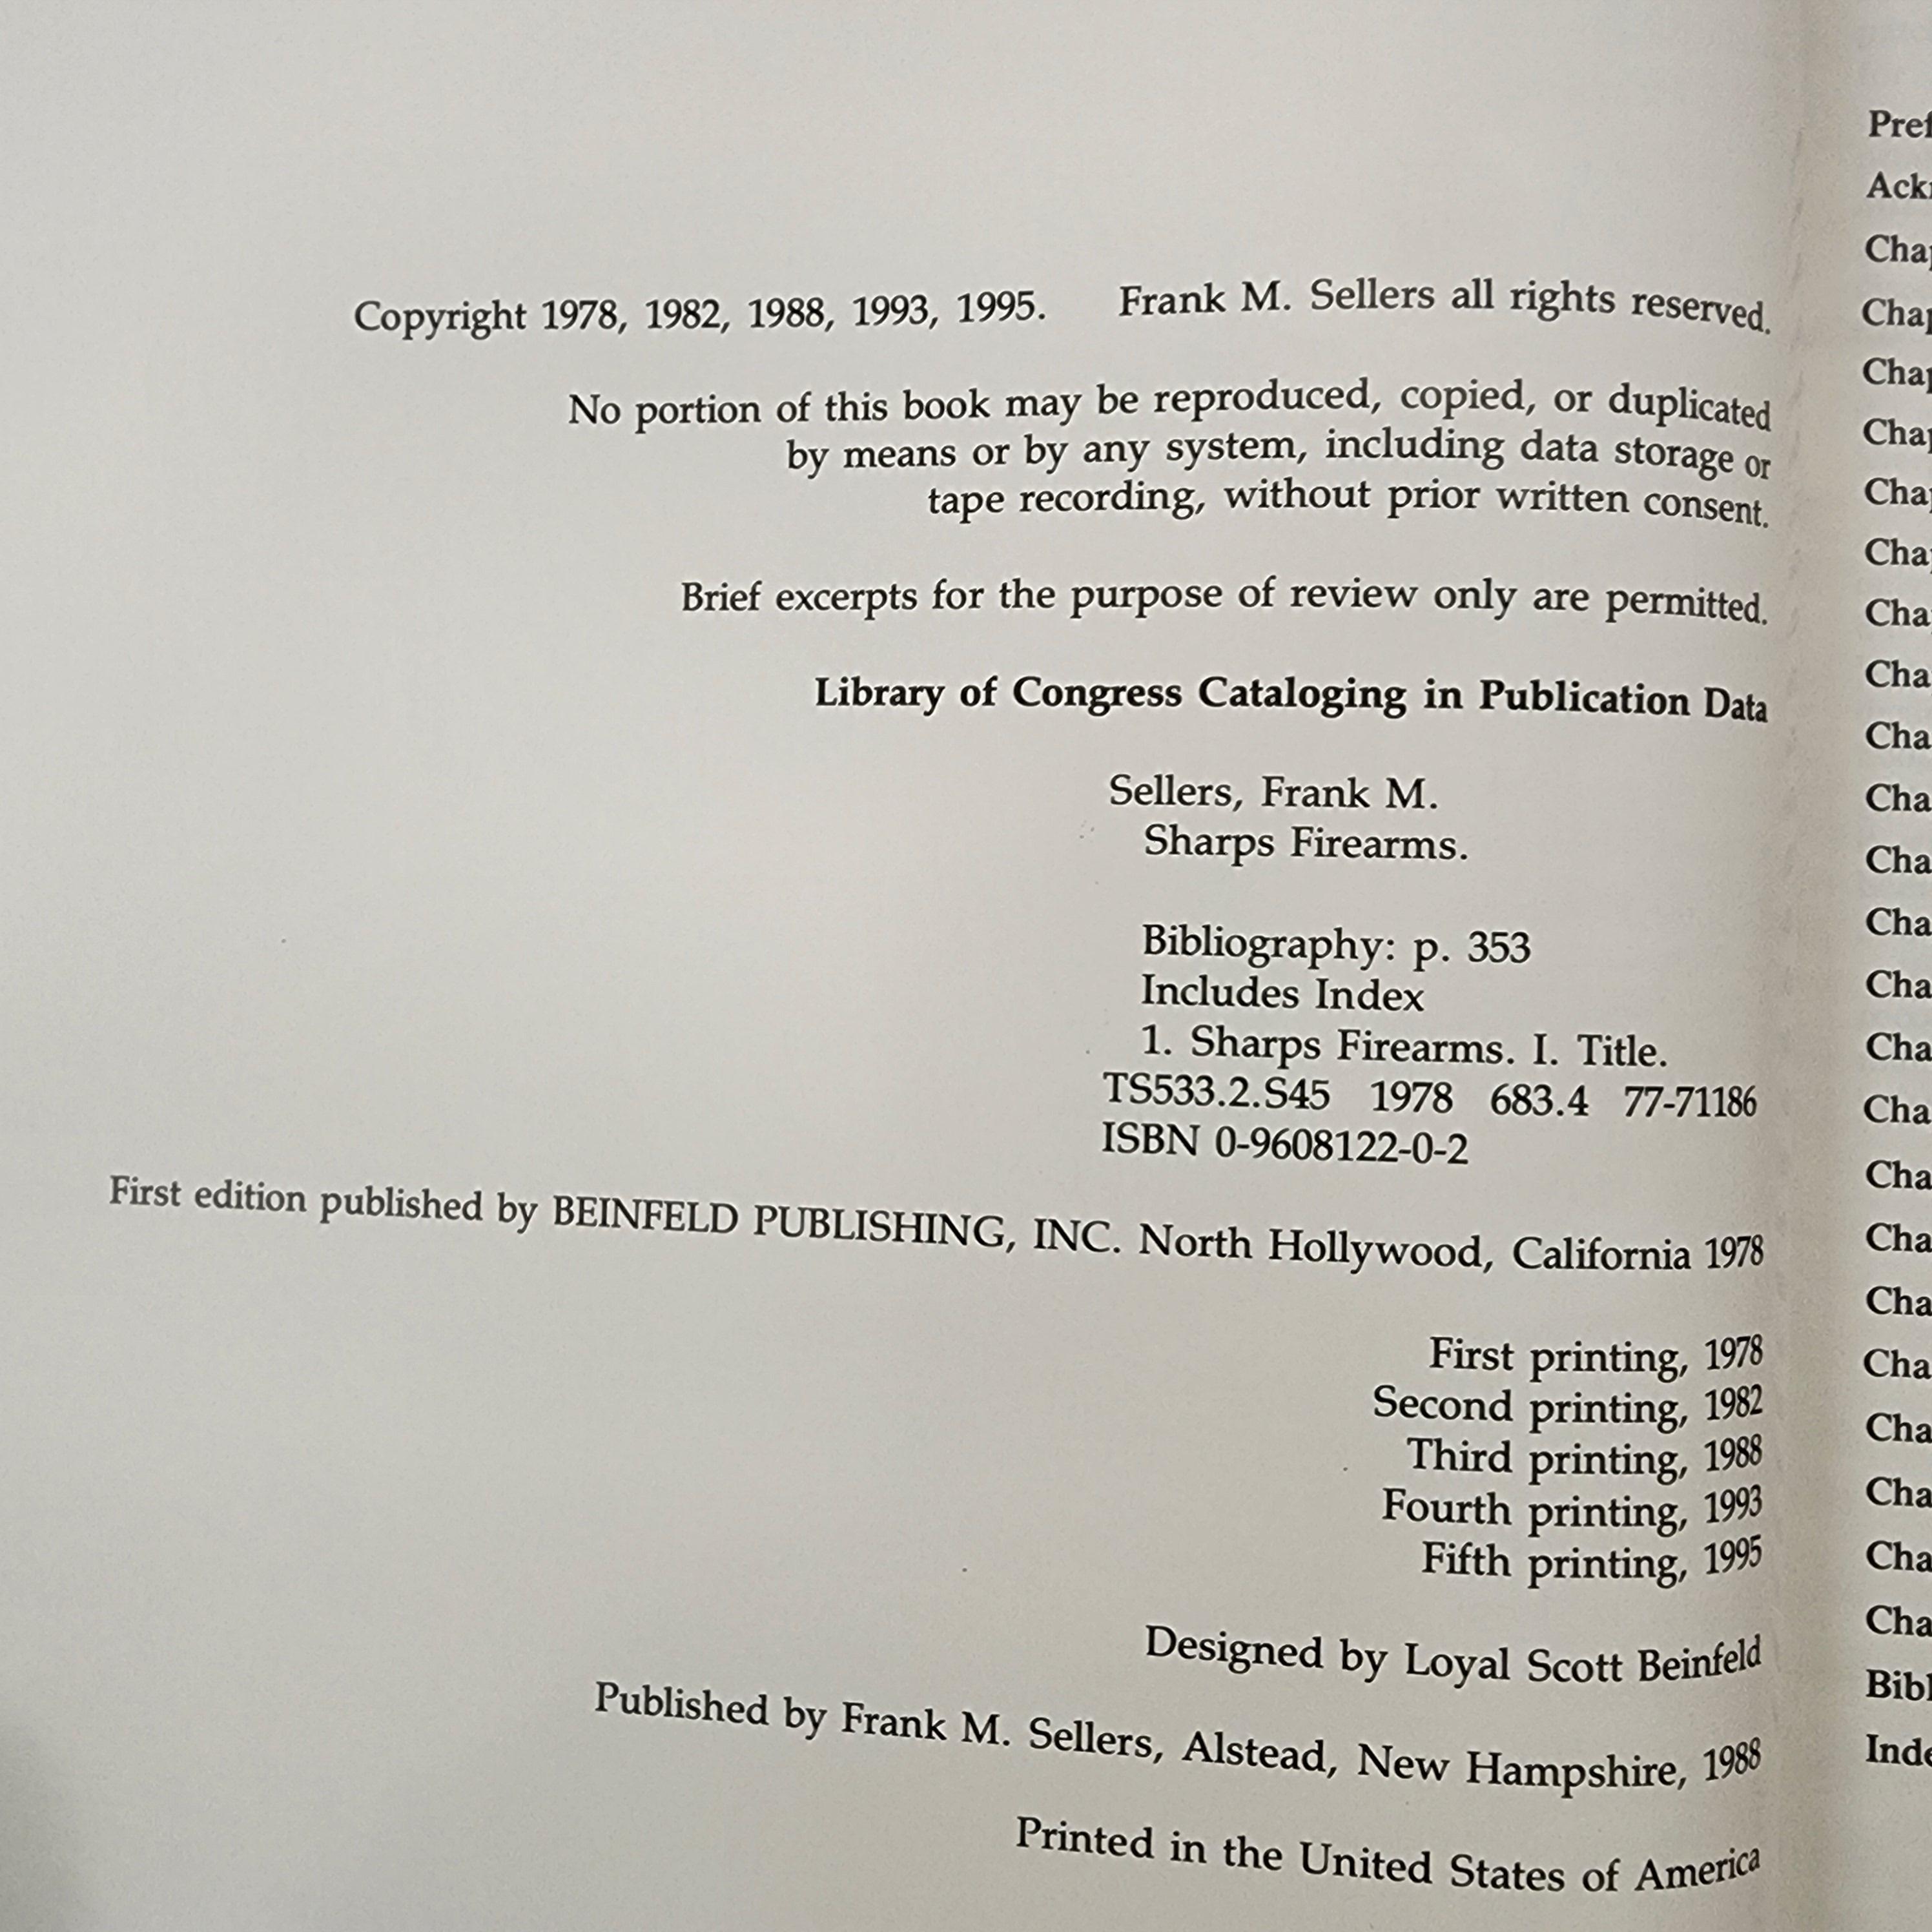 Copyright 1978, 1982, 1988, 1993, 1995. Frank M. Sellers all rights reserved.
No portion of this book may be reproduced, copied, or duplicated
by means or by any system, including data storage or
tape recording, without prior written consent.
Brief excerpts for the purpose of review only are permitted.
Library of Congress Cataloging in Publication Data
Sellers, Frank M.
Sharps Firearms.
Bibliography: p. 353
Includes Index
1. Sharps Firearms. I. Title.
TS533.2.S45 1978 683.4 77-71186
ISBN 0-9608122-0-2
First edition published by BEINFELD PUBLISHING, INC. North Hollywood, California 1978
First printing, 1978
Second printing, 1982
Third printing, 1988
Fourth printing, 1993
Fifth printing, 1995
Designed by Loyal Scott Beinfeld
Published by Frank M. Sellers, Alstead, New Hampshire, 1988
Printed in the United States of America